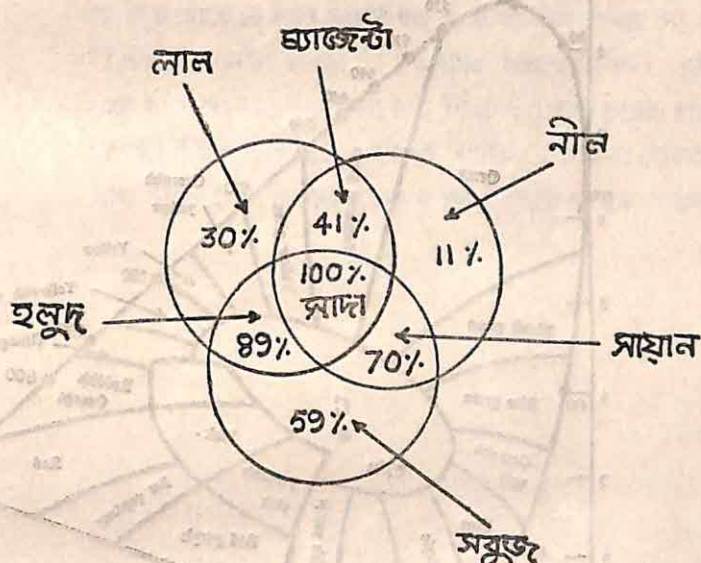 ম্যাজেন্টা
লাল
নীল
41%
30%
11%
100%
সাদা
হলুদ
89%
70%
সায়ান
59%
সবুজ